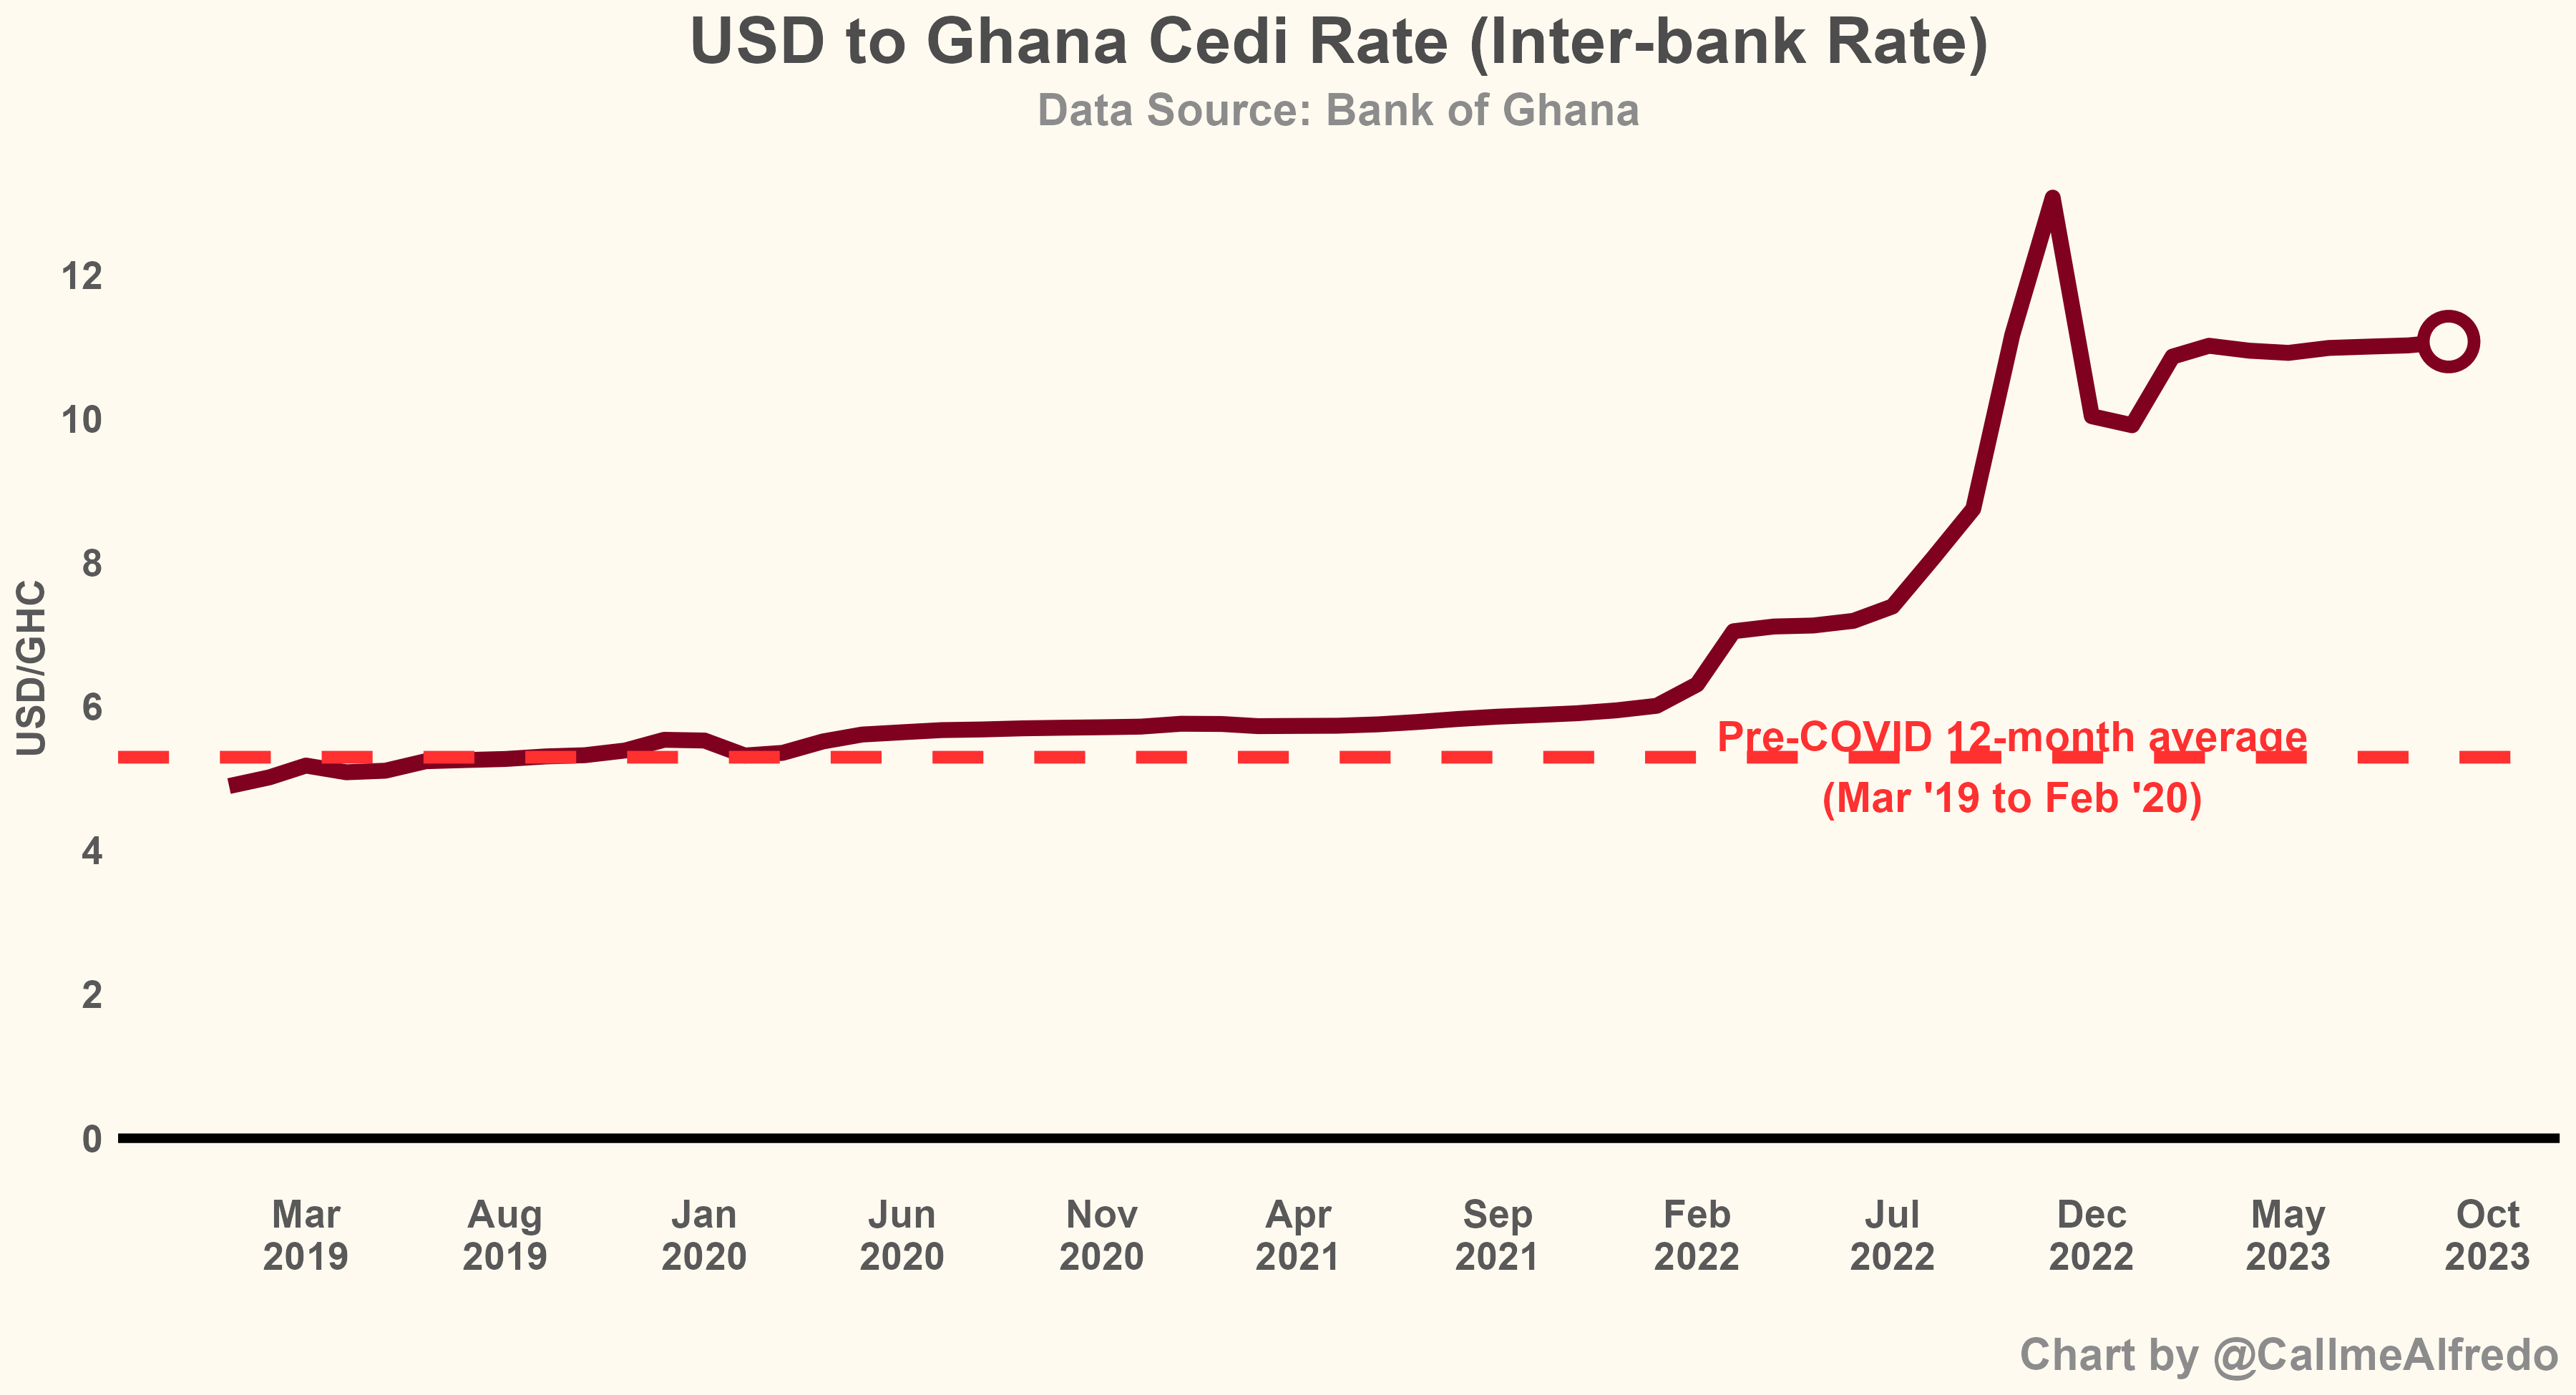 USD to Ghana Cedi Rate (Inter-bank Rate)
Data Source: Bank of Ghana
USD/GHC
12
10
8
6
4
2
0
Pre-COVID 12-month average
(Mar '19 to Feb '20)
Mar
2019
Aug
2019
Jan
2020
Jun
2020
Nov
2020
Apr
2021
Sep
2021
Feb
2022
Jul
2022
Dec
2022
May
2023
Oct
2023
Chart by @CallmeAlfredo